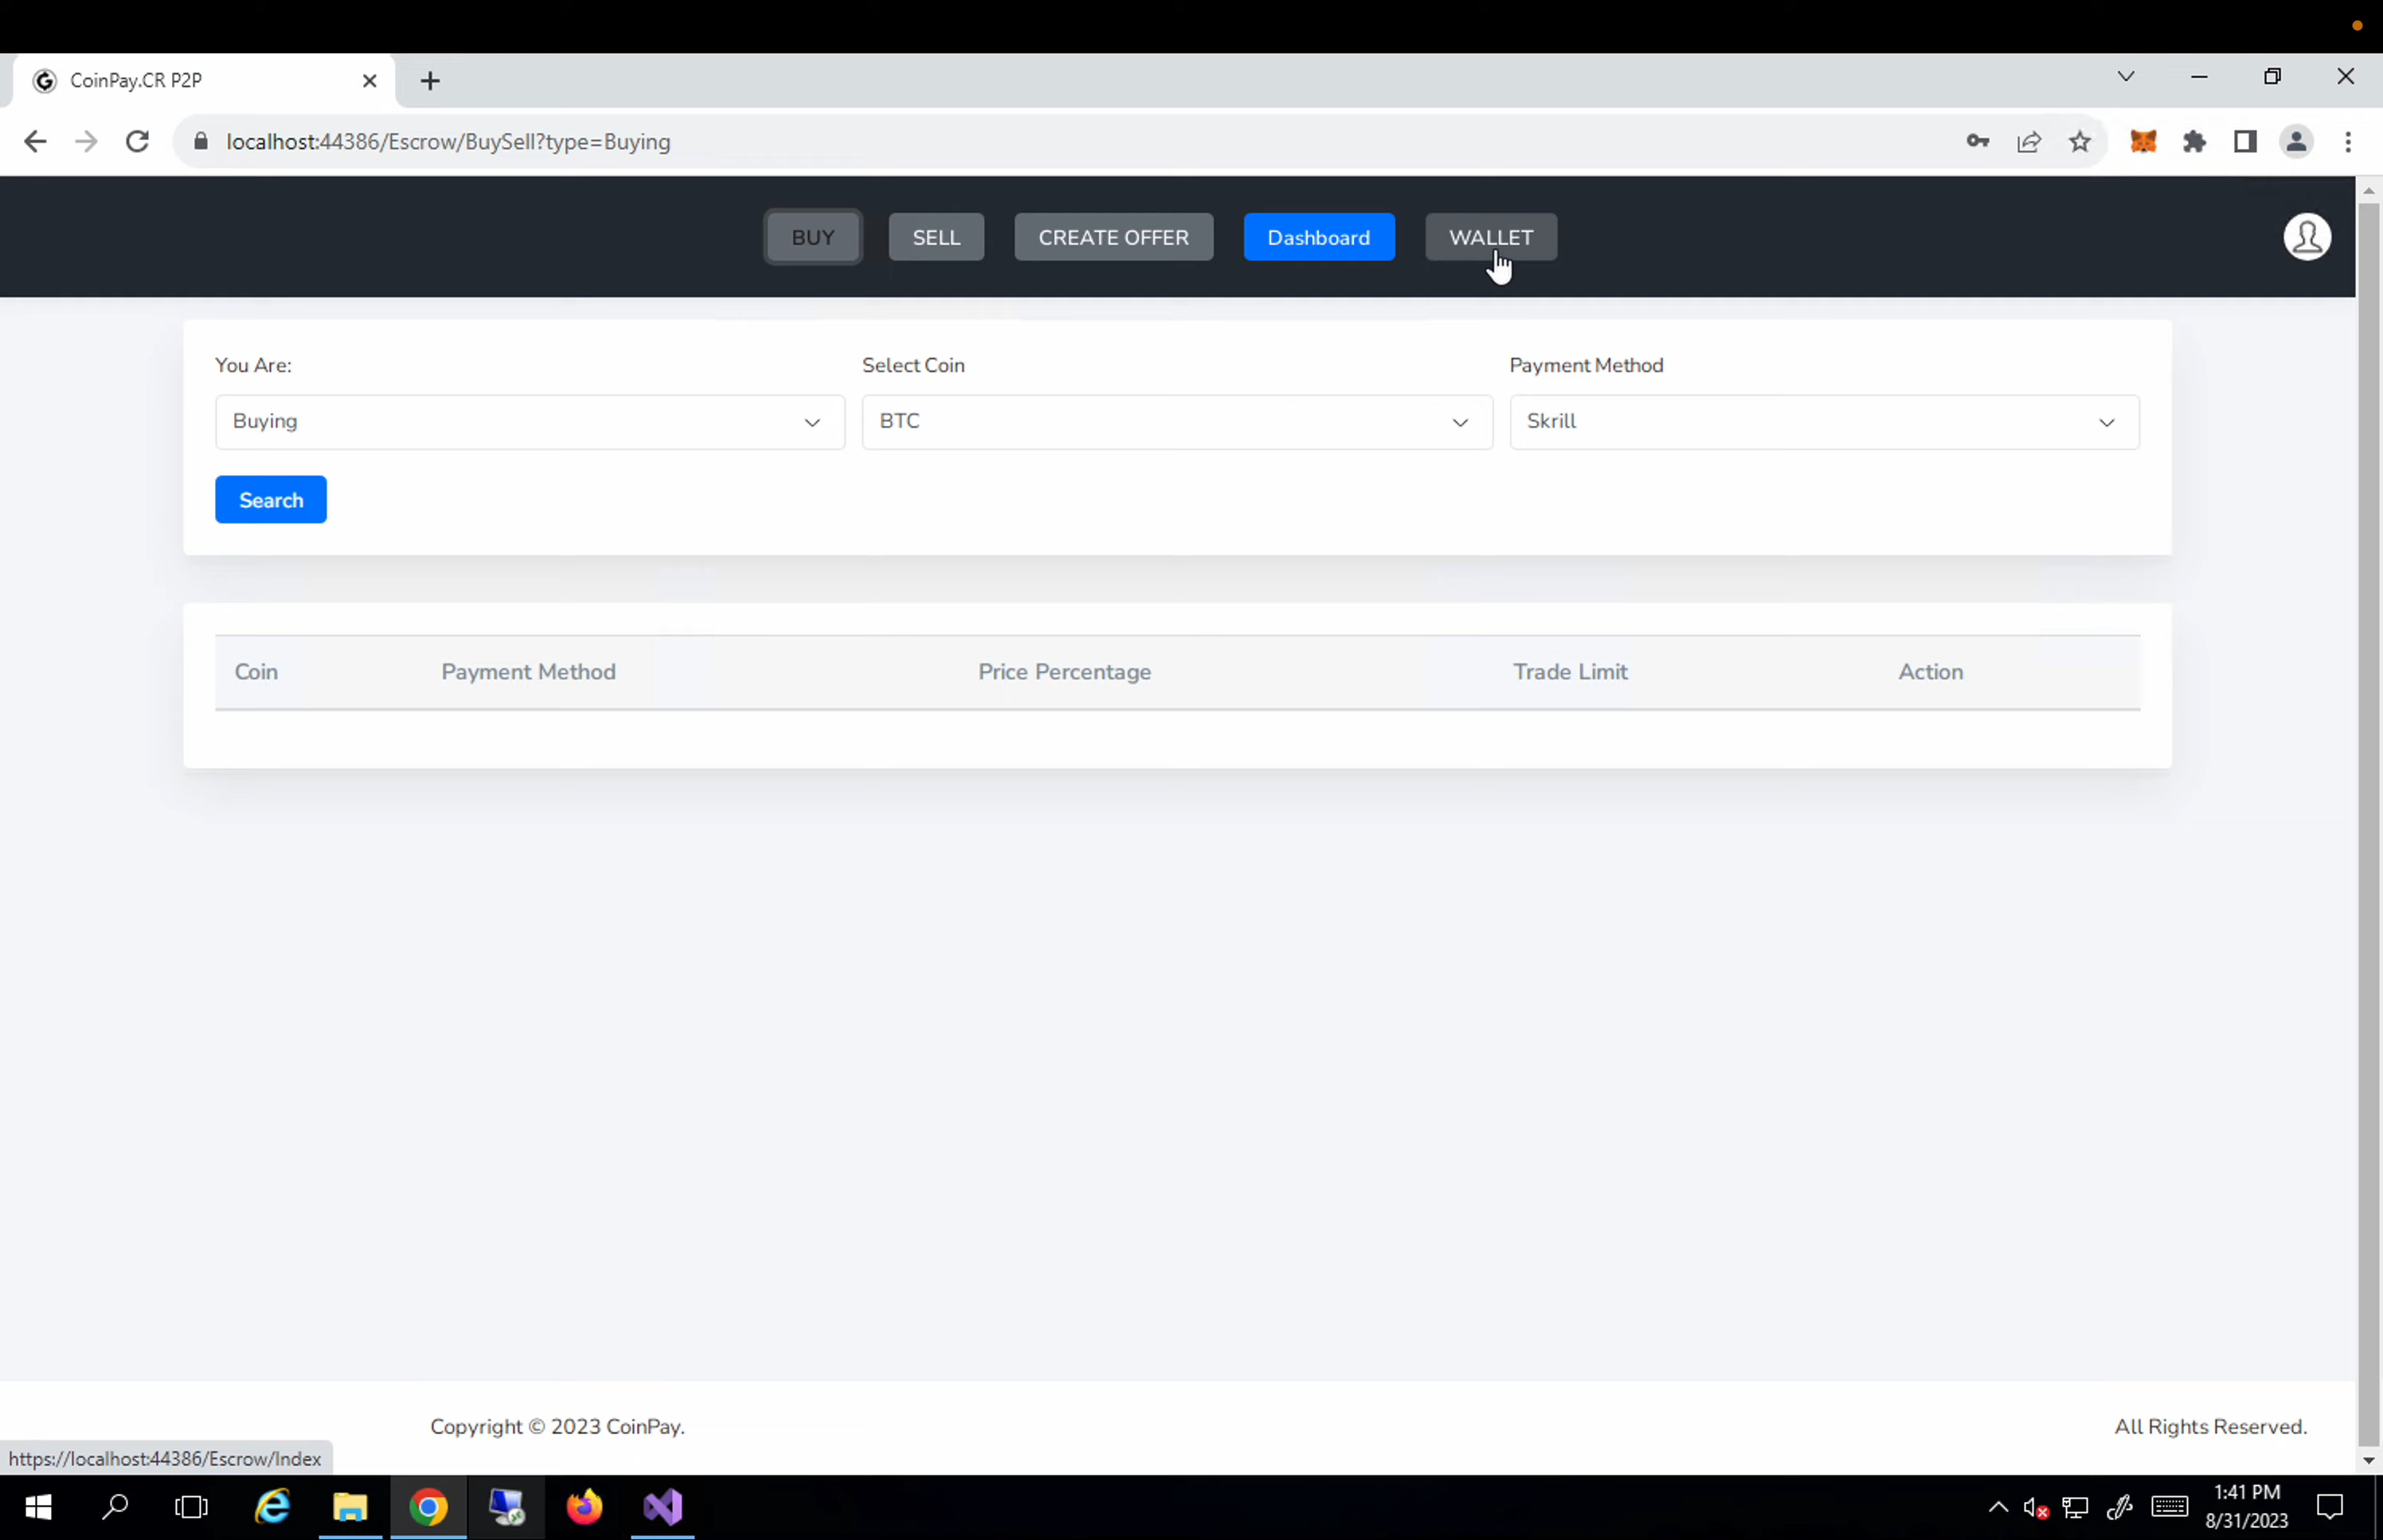 CoinPay.CR P2P
localhost:44386/Escrow/BuySell?type=Buying
BUY SELL CREATE OFFER Dashboard WALLET
You Are: Select Coin Payment Method
Buying BTC Skrill
Search
Coin Payment Method Price Percentage Trade Limit Action
Copyright © 2023 CoinPay. All Rights Reserved.
https://localhost:44386/Escrow/Index
1:41 PM
8/31/2023